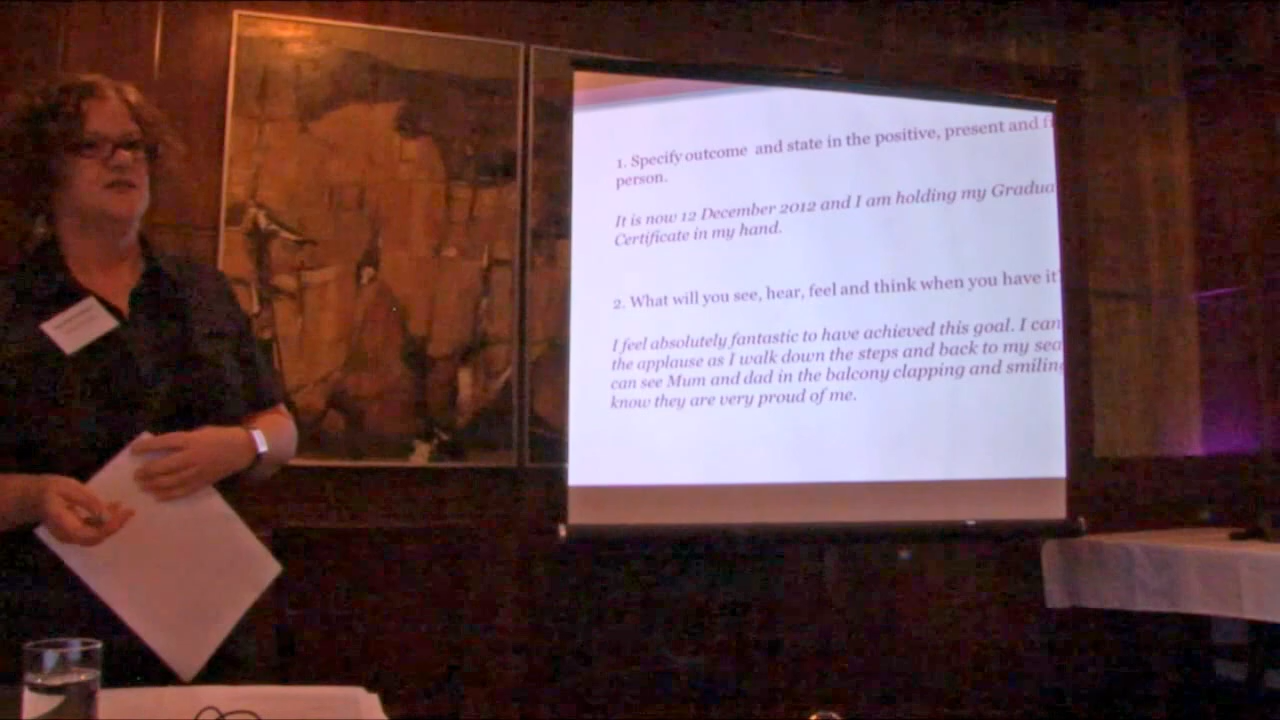 1. Specify outcome and state in the positive, present and
person.
It is now 12 December 2012 and I am holding my Gradua
Certificate in my hand.
2. What will you see, hear, feel and think when you have it
I feel absolutely fantastic to have achieved this goal. I can
the applause as I walk down the steps and back to my sea
can see Mum and dad in the balcony clapping and smiling
know they are very proud of me.